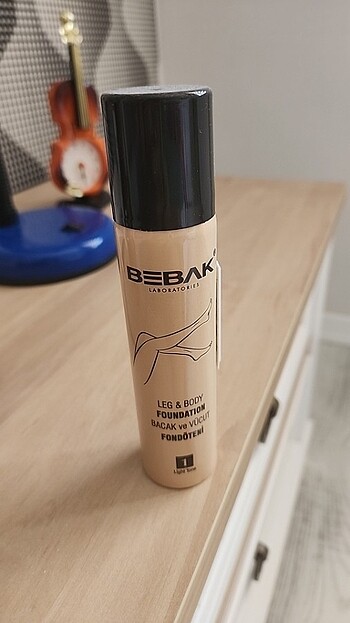 BEBAK®
LABORATORIES
LEG & BODY
FOUNDATION
BACAK ve VÜCUT
FONDÖTENİ
1
Light Tone